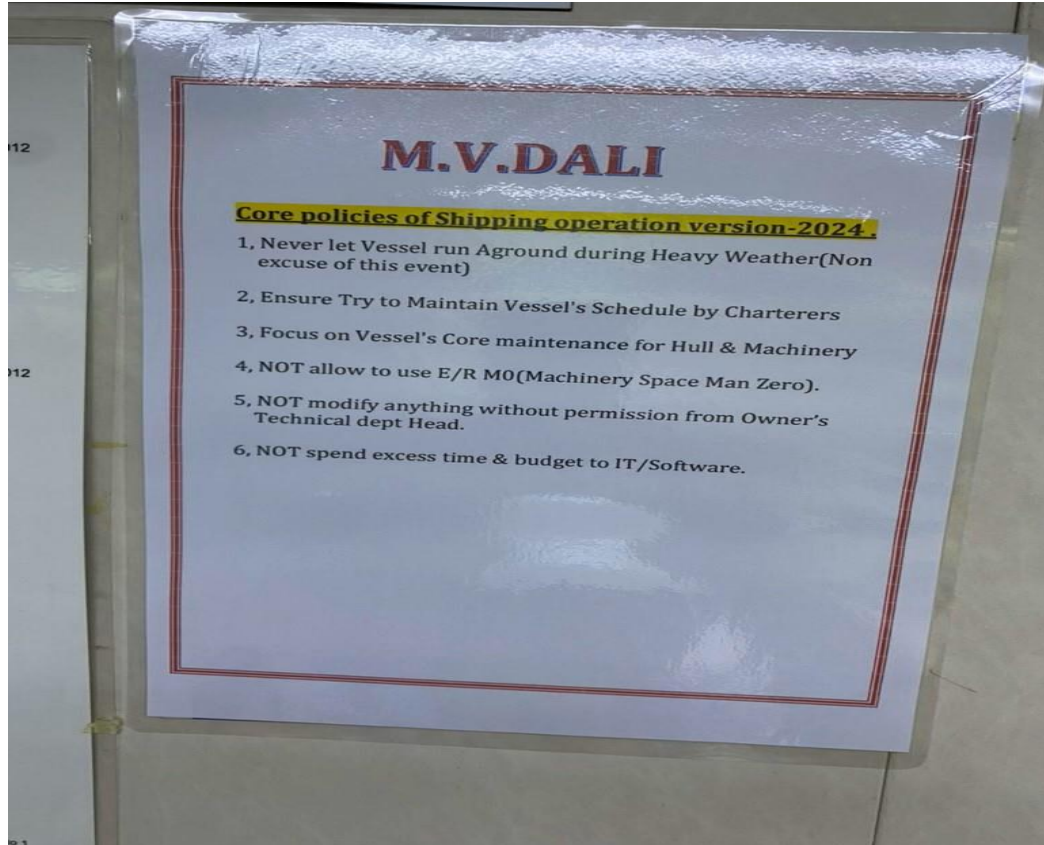 M.V.DALI
Core policies of Shipping operation version-2024 .
1, Never let Vessel run Aground during Heavy Weather(Non
excuse of this event)
2, Ensure Try to Maintain Vessel's Schedule by Charterers
3, Focus on Vessel's Core maintenance for Hull & Machinery
4, NOT allow to use E/R M0(Machinery Space Man Zero).
5, NOT modify anything without permission from Owner's
Technical dept Head.
6, NOT spend excess time & budget to IT/Software.
012
012